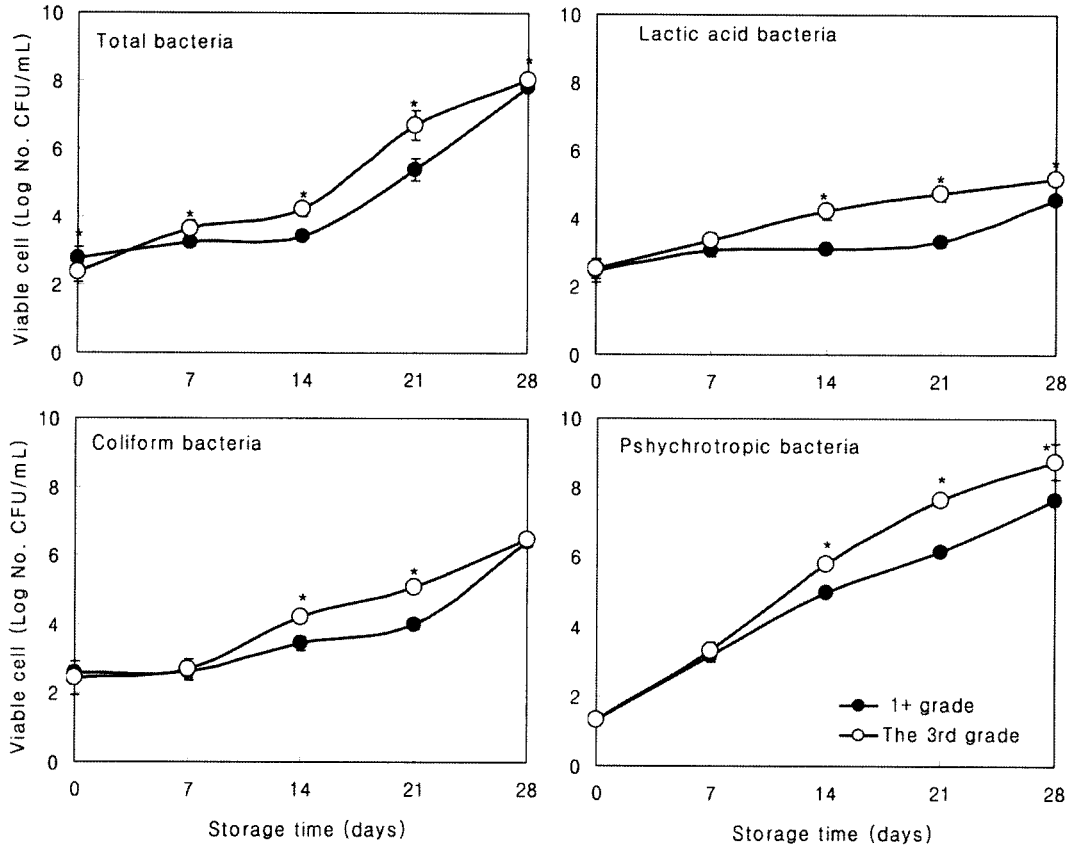 Viable cell (Log No. CFU/mL)
10
8
6
4
2
0
Total bacteria
*
*
*
*
*
0 7 14 21 28
10
8
6
4
2
0
Lactic acid bacteria
*
*
*
0 7 14 21 28
Viable cell (Log No. CFU/mL)
10
8
6
4
2
0
Coliform bacteria
*
*
0 7 14 21 28
Storage time (days)
10
8
6
4
2
0
Pshychrotropic bacteria
*
*
*
1+ grade
The 3rd grade
0 7 14 21 28
Storage time (days)